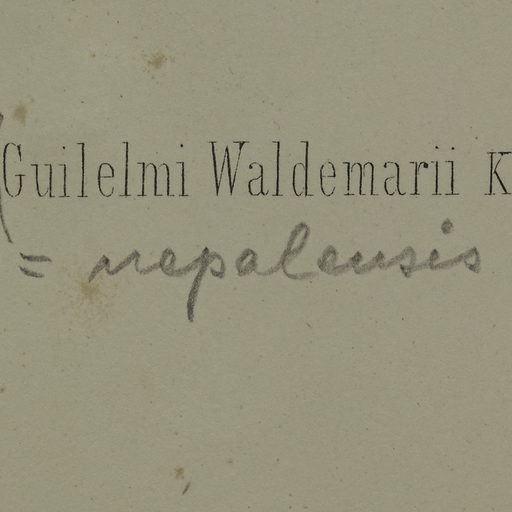 Guilelmi Waldemarii K
= nepalensis